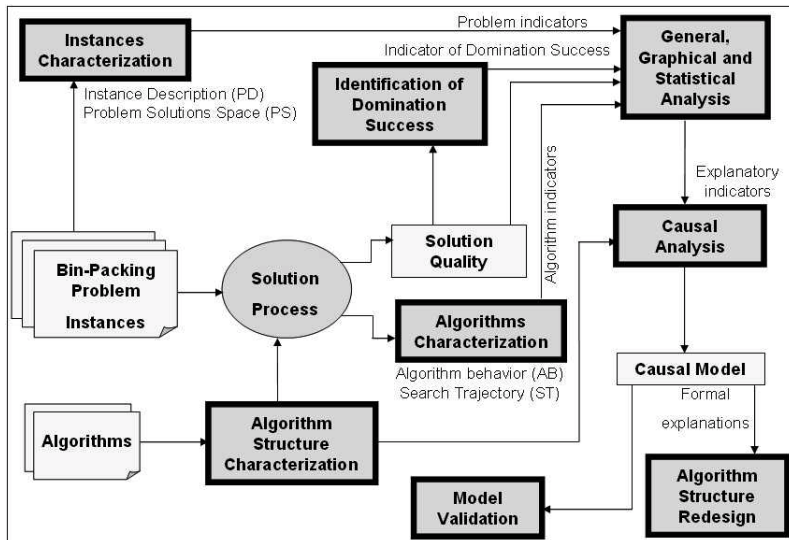 Problem indicators
Instances
Characterization
General,
Graphical and
Statistical
Analysis
Indicator of Domination Success
Identification of
Domination
Success
Instance Description (PD)
Problem Solutions Space (PS)
Algorithm indicators
Explanatory
indicators
Bin-Packing
Problem
Instances
Solution
Process
Solution
Quality
Causal
Analysis
Algorithms
Characterization
Algorithm behavior (AB)
Search Trajectory (ST)
Causal Model
Formal
explanations
Algorithms
Algorithm
Structure
Characterization
Model
Validation
Algorithm
Structure
Redesign